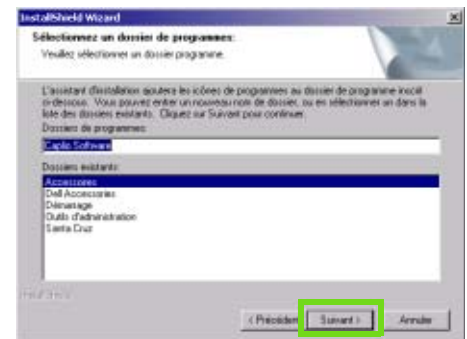 InstallShield Wizard
Sélectionnez un dossier de programmes:
Veuillez sélectionner un dossier programme.
L'assistant d'installation ajoutera les icônes de programmes au dossier de programme inscrit
ci-dessous. Vous pouvez entrer un nouveau nom de dossier, ou en sélectionner un dans la
liste des dossiers existants. Cliquez sur Suivant pour continuer.
Dossiers de programmes:
Caplio Software
Dossiers existants:
Accessoires
Dell Accessories
Démarrage
Outils d'administration
Santa Cruz
InstallShield
< Précédent
Suivant >
Annuler